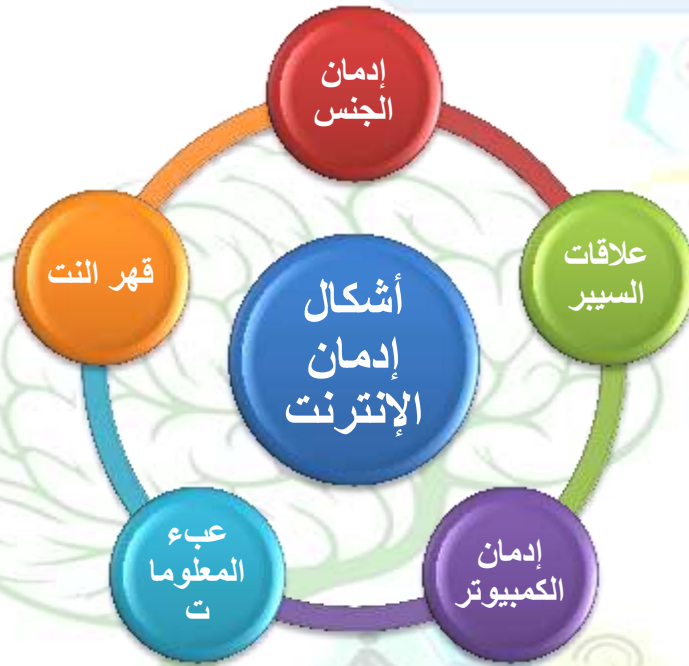 إدمان
الجنس
علاقات
السيبر
قهر النت
أشكال
إدمان
الإنترنت
عبء
المعلوما
ت
إدمان
الكمبيوتر